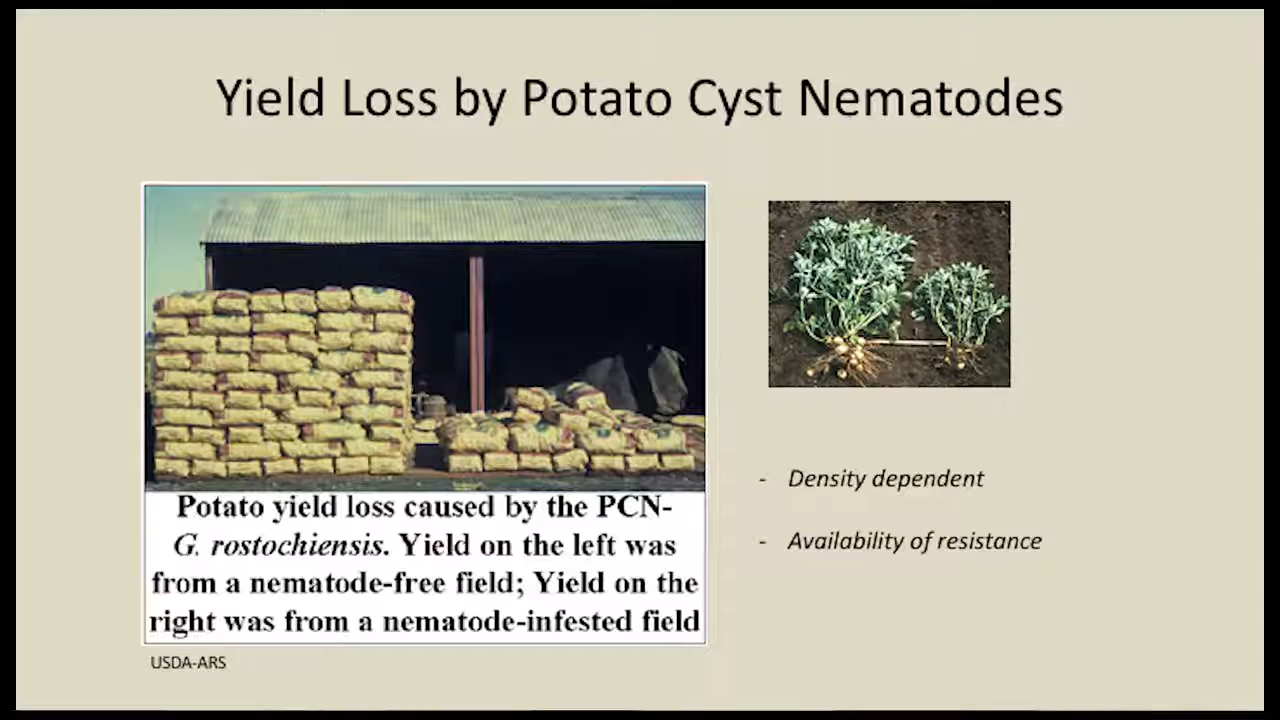 Yield Loss by Potato Cyst Nematodes
Potato yield loss caused by the PCN-
G. rostochiensis. Yield on the left was
from a nematode-free field; Yield on the
right was from a nematode-infested field
USDA-ARS
- Density dependent
- Availability of resistance